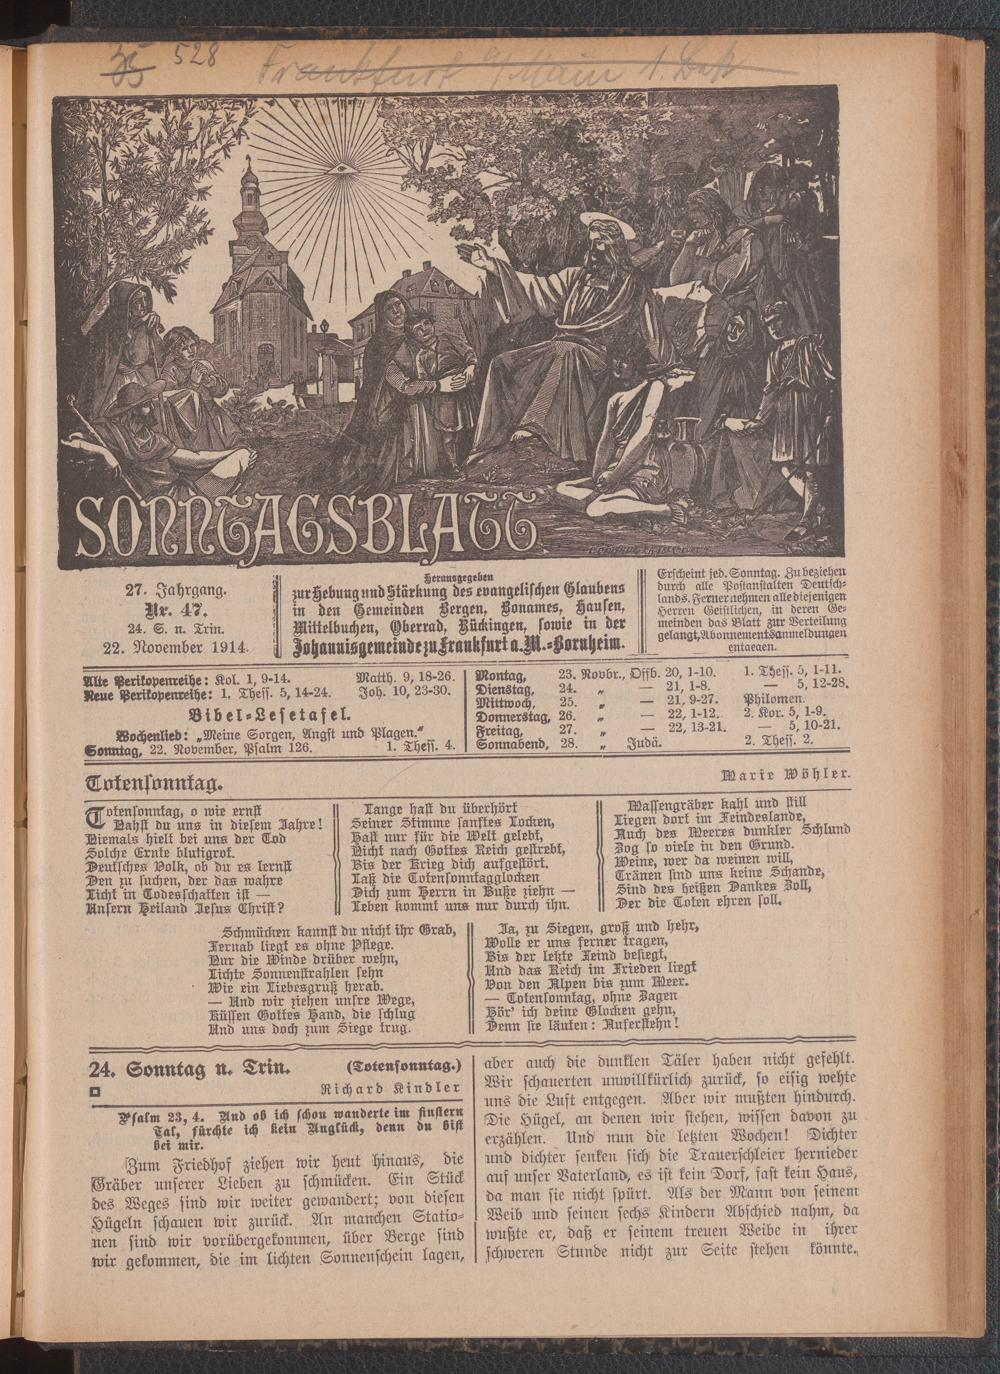 35 528 Frankfurt a/Main 1. Bef
SONNTAGSBLATT
27. Jahrgang.
Nr. 47.
24. S. n. Trin.
22. November 1914.
Herausgegeben
zur Hebung und Stärkung des evangelischen Glaubens
in den Gemeinden Bergen, Bonames, Hausen,
Mittelbuchen, Oberrad, Rückingen, sowie in der
Johannisgemeinde zu Frankfurt a. M.-Bornheim.
Erscheint jed. Sonntag. Zu beziehen
durch alle Postanstalten Deutsch-
lands. Ferner nehmen alle diejenigen
Herren Geistlichen, in deren Ge-
meinden das Blatt zur Verteilung
gelangt, Abonnementsanmeldungen
entgegen.
Alte Perikopenreihe: Kol. 1, 9-14. Matth. 9, 18-26.
Neue Perikopenreihe: 1. Thess. 5, 14-24. Joh. 10, 23-30.
Bibel-Lesetafel.
Wochenlied: „Meine Sorgen, Angst und Plagen.“
Sonntag, 22. November, Psalm 126. 1. Thess. 4.
Montag, 23. Novbr., Offb. 20, 1-10. 1. Thess. 5, 1-11.
Dienstag, 24. „ — 21, 1-8. — 5, 12-28.
Mittwoch, 25. „ — 21, 9-27. Philemon.
Donnerstag, 26. „ — 22, 1-12. 2. Kor. 5, 1-9.
Freitag, 27. „ — 22, 13-21. — 5, 10-21.
Sonnabend, 28. „ Judä. 2. Thess. 2.
Totensonntag. Marie Wöhler.
Totensonntag, o wie ernst
Nahst du uns in diesem Jahre!
Niemals hielt bei uns der Tod
Solche Ernte blutigrot.
Deutsches Volk, ob du es lernst
Den zu suchen, der das wahre
Licht in Todesschatten ist —
Unsern Heiland Jesus Christ?
Lange hast du überhört
Seiner Stimme sanftes Locken,
Hast nur für die Welt gelebt,
Nicht nach Gottes Reich gestrebt,
Bis der Krieg dich aufgestört.
Laß die Totensonntagglocken
Dich zum Herrn in Buße ziehn —
Leben kommt uns nur durch ihn.
Massengräber kahl und still
Liegen dort im Feindeslande,
Auch des Meeres dunkler Schlund
Zog so viele in den Grund.
Weine, wer da weinen will,
Tränen sind uns keine Schande,
Sind des heißen Dankes Zoll,
Der die Toten ehren soll.
Schmücken kannst du nicht ihr Grab,
Fernab liegt es ohne Pflege.
Nur die Winde drüber wehn,
Lichte Sonnenstrahlen sehn
Wie ein Liebesgruß herab.
— Und wir ziehen unsre Wege,
Küssen Gottes Hand, die schlug
Und uns doch zum Siege trug.
Ja, zu Siegen, groß und hehr,
Wolle er uns ferner tragen,
Bis der letzte Feind besiegt,
Und das Reich im Frieden liegt
Von den Alpen bis zum Meer.
— Totensonntag, ohne Zagen
Hör' ich deine Glocken gehn,
Denn sie läuten: Auferstehn!
24. Sonntag n. Trin. (Totensonntag.)
Richard Kindler
Psalm 23, 4. Und ob ich schon wanderte im finstern
Tal, fürchte ich kein Unglück, denn du bist
bei mir.
Zum Friedhof ziehen wir heut hinaus, die
Gräber unserer Lieben zu schmücken. Ein Stück
des Weges sind wir weiter gewandert; von diesen
Hügeln schauen wir zurück. An manchen Statio-
nen sind wir vorübergekommen, über Berge sind
wir gekommen, die im lichten Sonnenschein lagen,
aber auch die dunklen Täler haben nicht gefehlt.
Wir schauerten unwillkürlich zurück, so eisig wehte
uns die Luft entgegen. Aber wir mußten hindurch.
Die Hügel, an denen wir stehen, wissen davon zu
erzählen. Und nun die letzten Wochen! Dichter
und dichter senken sich die Trauerschleier hernieder
auf unser Vaterland, es ist kein Dorf, fast kein Haus,
da man sie nicht spürt. Als der Mann von seinem
Weib und seinen sechs Kindern Abschied nahm, da
wußte er, daß er seinem treuen Weibe in ihrer
schweren Stunde nicht zur Seite stehen könnte.